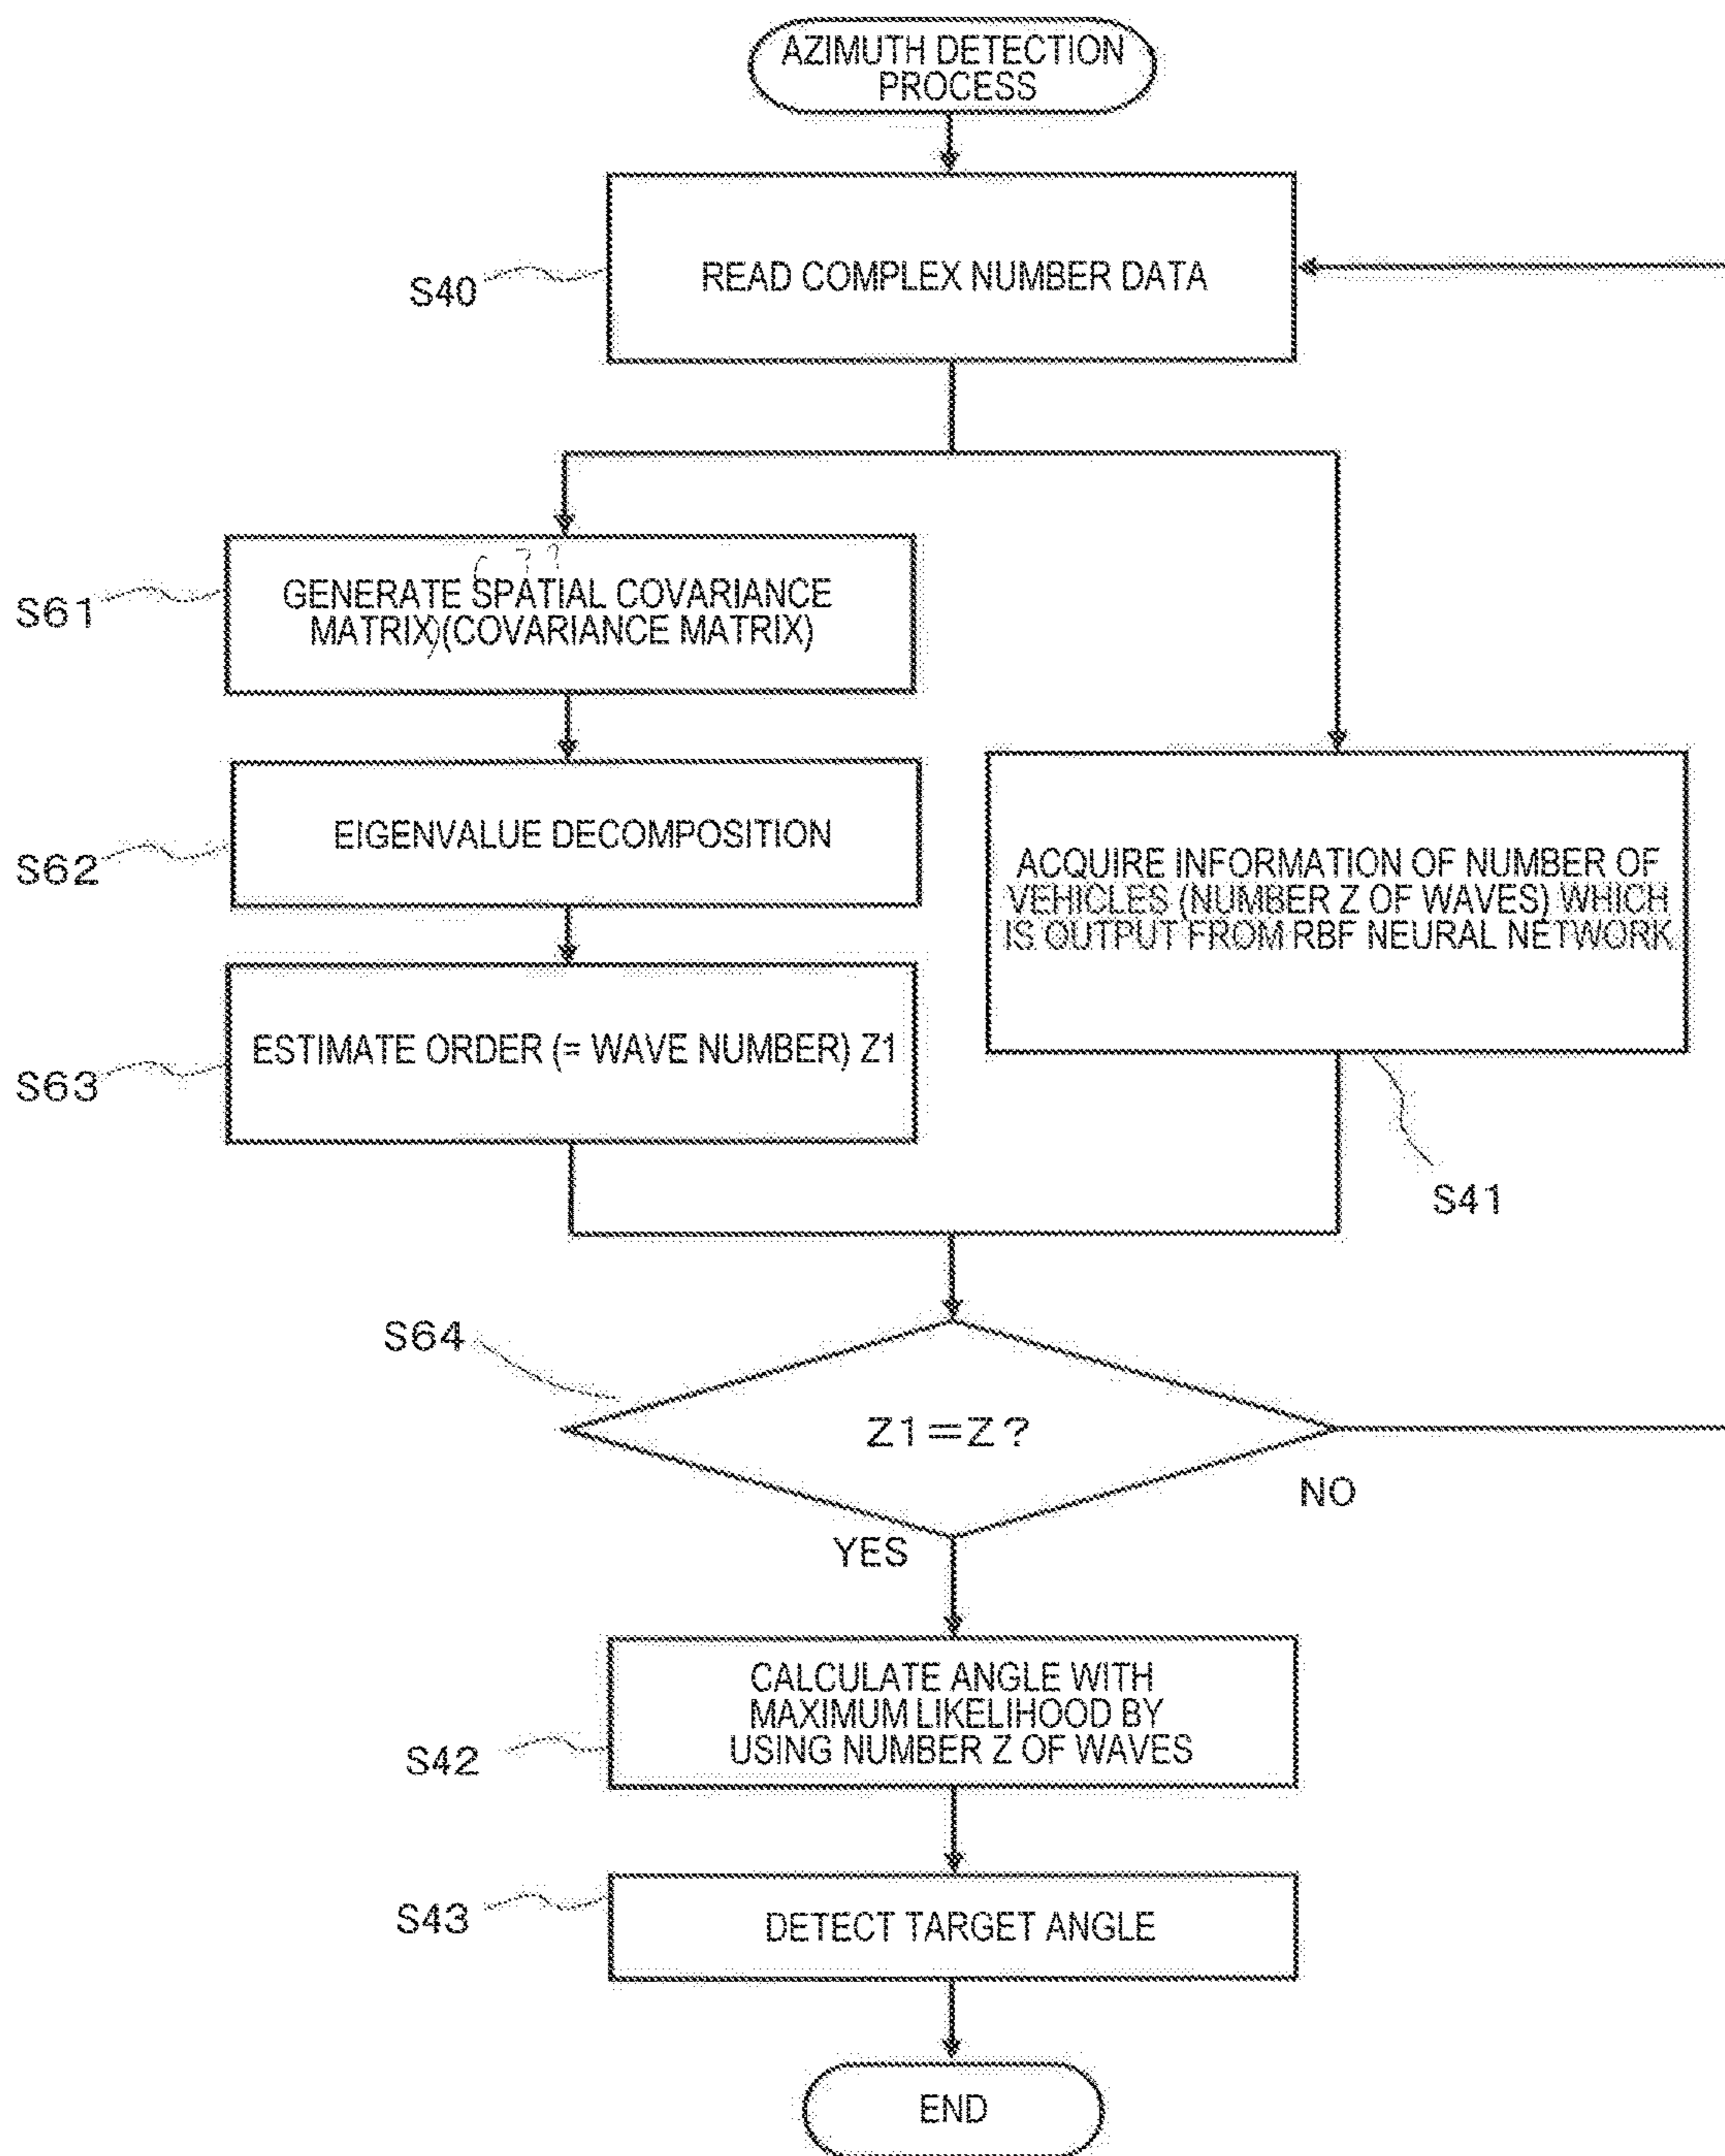 AZIMUTH DETECTION
PROCESS
S40
READ COMPLEX NUMBER DATA
S61
GENERATE SPATIAL COVARIANCE
MATRIX (COVARIANCE MATRIX)
S62
EIGENVALUE DECOMPOSITION
S63
ESTIMATE ORDER (= WAVE NUMBER) Z1
ACQUIRE INFORMATION OF NUMBER OF
VEHICLES (NUMBER Z OF WAVES) WHICH
IS OUTPUT FROM RBF NEURAL NETWORK
S41
S64
Z1=Z?
NO
YES
S42
CALCULATE ANGLE WITH
MAXIMUM LIKELIHOOD BY
USING NUMBER Z OF WAVES
S43
DETECT TARGET ANGLE
END